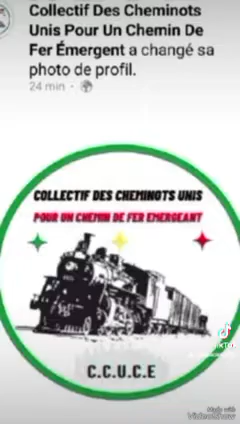 Collectif Des Cheminots
Unis Pour Un Chemin De
Fer Émergent a changé sa
photo de profil.
24 min
COLLECTIF DES CHEMINOTS UNIS
POUR UN CHEMIN DE FER EMERGEANT
C.C.U.C.E
Made with
VideoShow